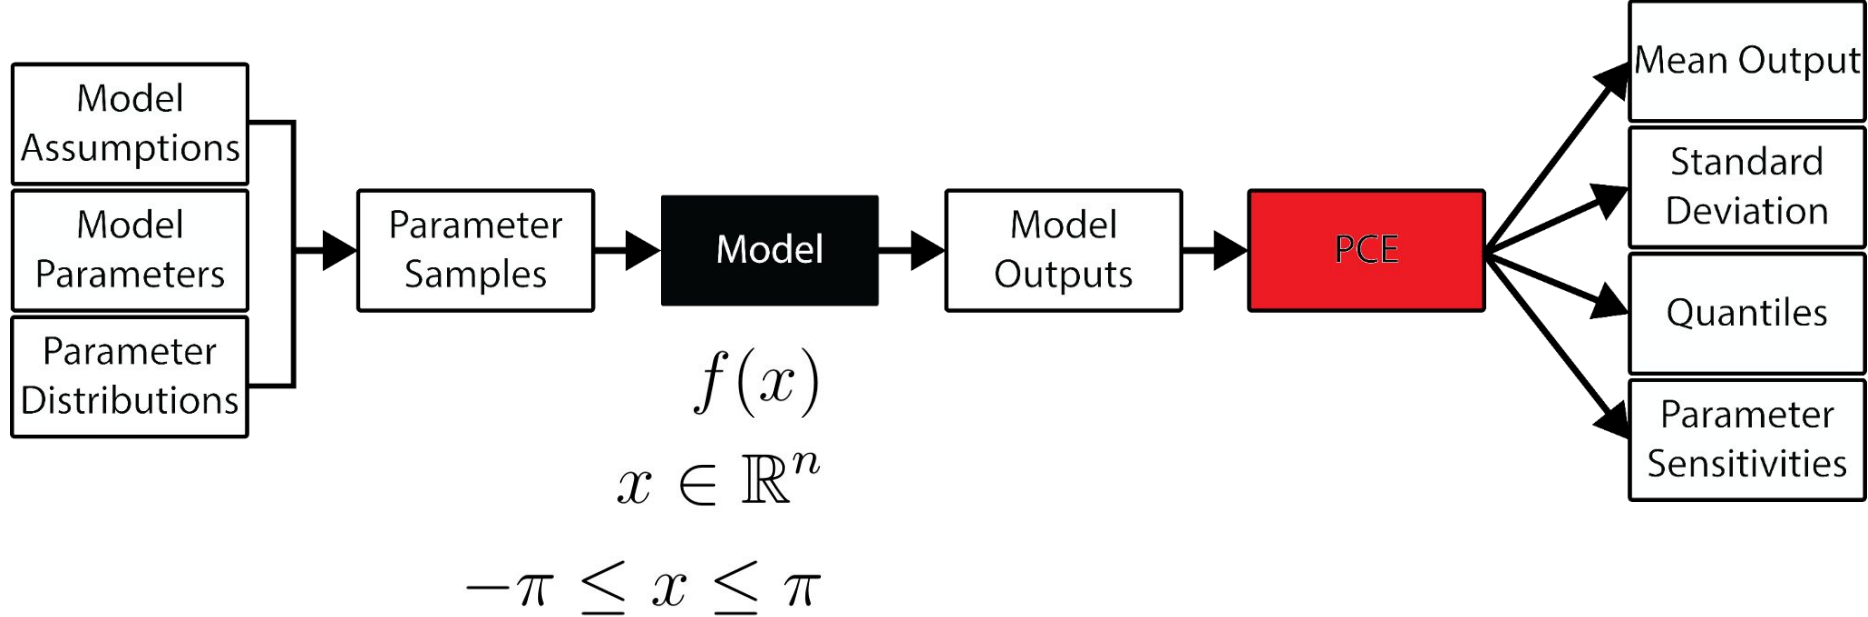 Model
Assumptions
Model
Parameters
Parameter
Distributions
Parameter
Samples
Model
f(x)
x ∈ ℝⁿ
−π ≤ x ≤ π
Model
Outputs
PCE
Mean Output
Standard
Deviation
Quantiles
Parameter
Sensitivities